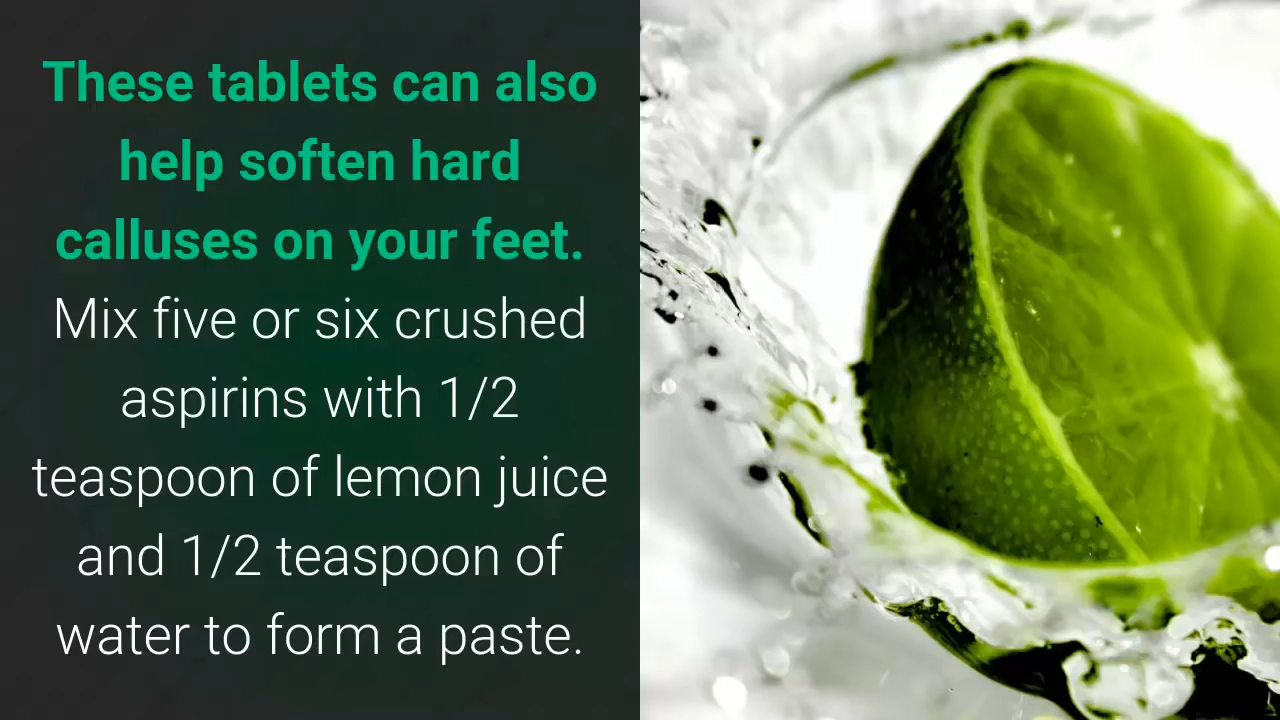 These tablets can also
help soften hard
calluses on your feet.
Mix five or six crushed
aspirins with 1/2
teaspoon of lemon juice
and 1/2 teaspoon of
water to form a paste.